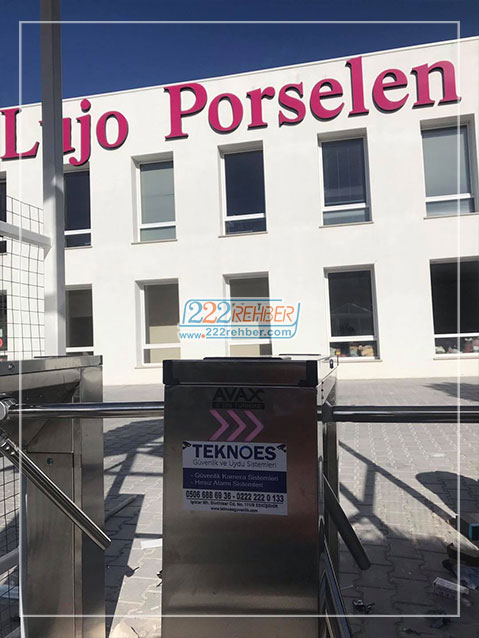 Lujo Porselen
222REHBER
www.222rehber.com
AVAX
TEKNOES
Güvenlik ve Uydu Sistemleri
- Güvenlik Kamera Sistemleri
- Hırsız Alarm Sistemleri
0506 688 69 38 - 0222 222 0 133